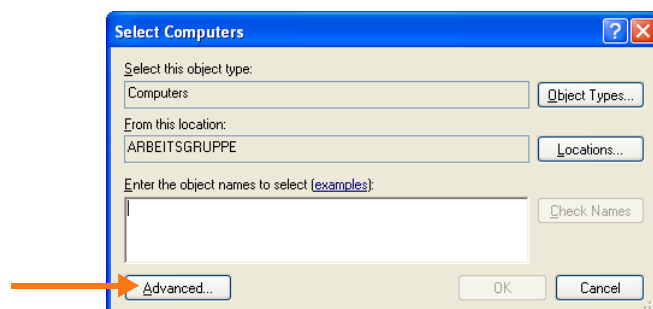 Select Computers
Select this object type:
Computers
Object Types...
From this location:
ARBEITSGRUPPE
Locations...
Enter the object names to select (examples):
Check Names
Advanced...
OK
Cancel